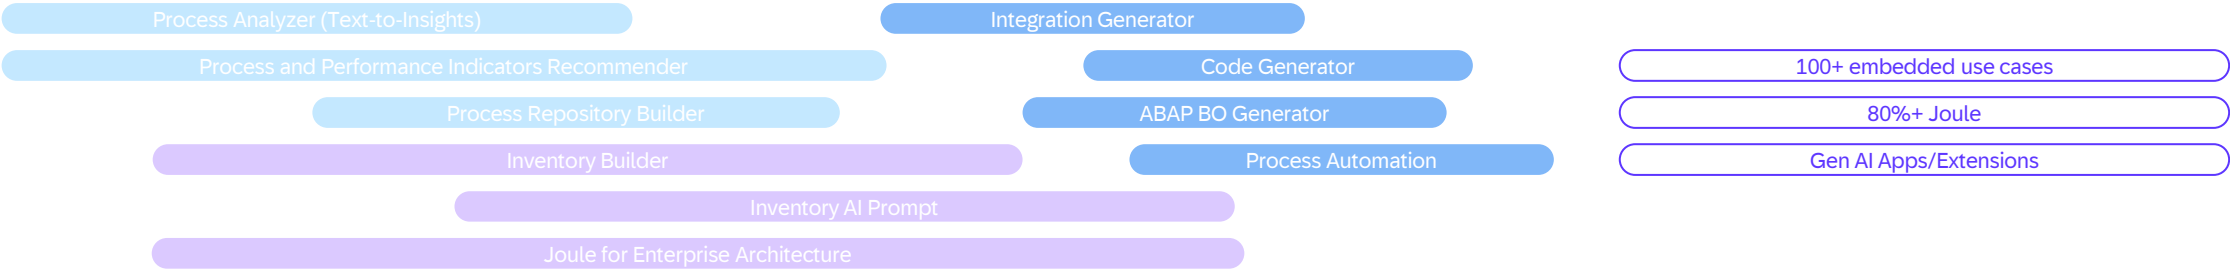 Process Analyzer (Text-to-Insights)
Integration Generator
Process and Performance Indicators Recommender
Code Generator
100+ embedded use cases
Process Repository Builder
ABAP BO Generator
80%+ Joule
Inventory Builder
Process Automation
Gen AI Apps/Extensions
Inventory AI Prompt
Joule for Enterprise Architecture